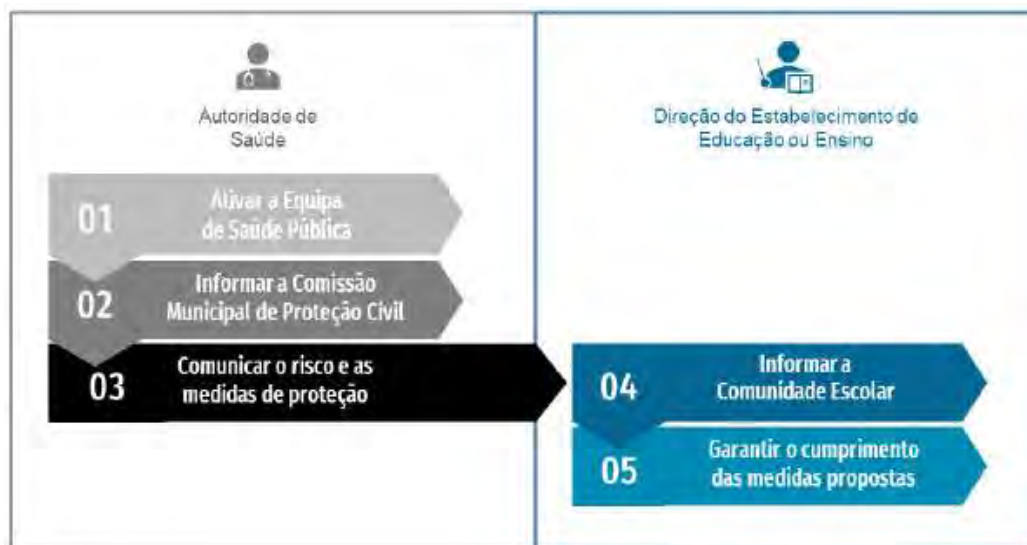 Autoridade de
Saúde
Direção do Estabelecimento de
Educação ou Ensino
01
Ativar a Equipa
de Saúde Pública
02
Informar a Comissão
Municipal de Proteção Civil
03
Comunicar o risco e as
medidas de proteção
04
Informar a
Comunidade Escolar
05
Garantir o cumprimento
das medidas propostas